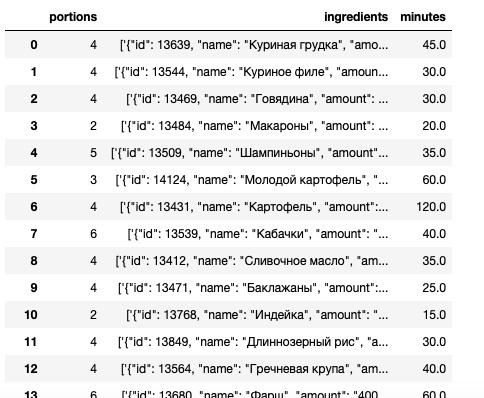 portions ingredients minutes
0 4 ['{"id": 13639, "name": "Куриная грудка", "amo... 45.0
1 4 ['{"id": 13544, "name": "Куриное филе", "amoun... 30.0
2 4 ['{"id": 13469, "name": "Говядина", "amount": ... 30.0
3 2 ['{"id": 13484, "name": "Макароны", "amount": ... 20.0
4 5 ['{"id": 13509, "name": "Шампиньоны", "amount"... 35.0
5 3 ['{"id": 14124, "name": "Молодой картофель", "... 60.0
6 4 ['{"id": 13431, "name": "Картофель", "amount":... 120.0
7 6 ['{"id": 13539, "name": "Кабачки", "amount": "... 40.0
8 4 ['{"id": 13412, "name": "Сливочное масло", "am... 35.0
9 4 ['{"id": 13471, "name": "Баклажаны", "amount":... 25.0
10 2 ['{"id": 13768, "name": "Индейка", "amount": "... 15.0
11 4 ['{"id": 13849, "name": "Длиннозерный рис", "a... 30.0
12 4 ['{"id": 13564, "name": "Гречневая крупа", "am... 40.0
13 6 ['{"id": 13680, "name": "Фарш", "amount": "400... 60.0